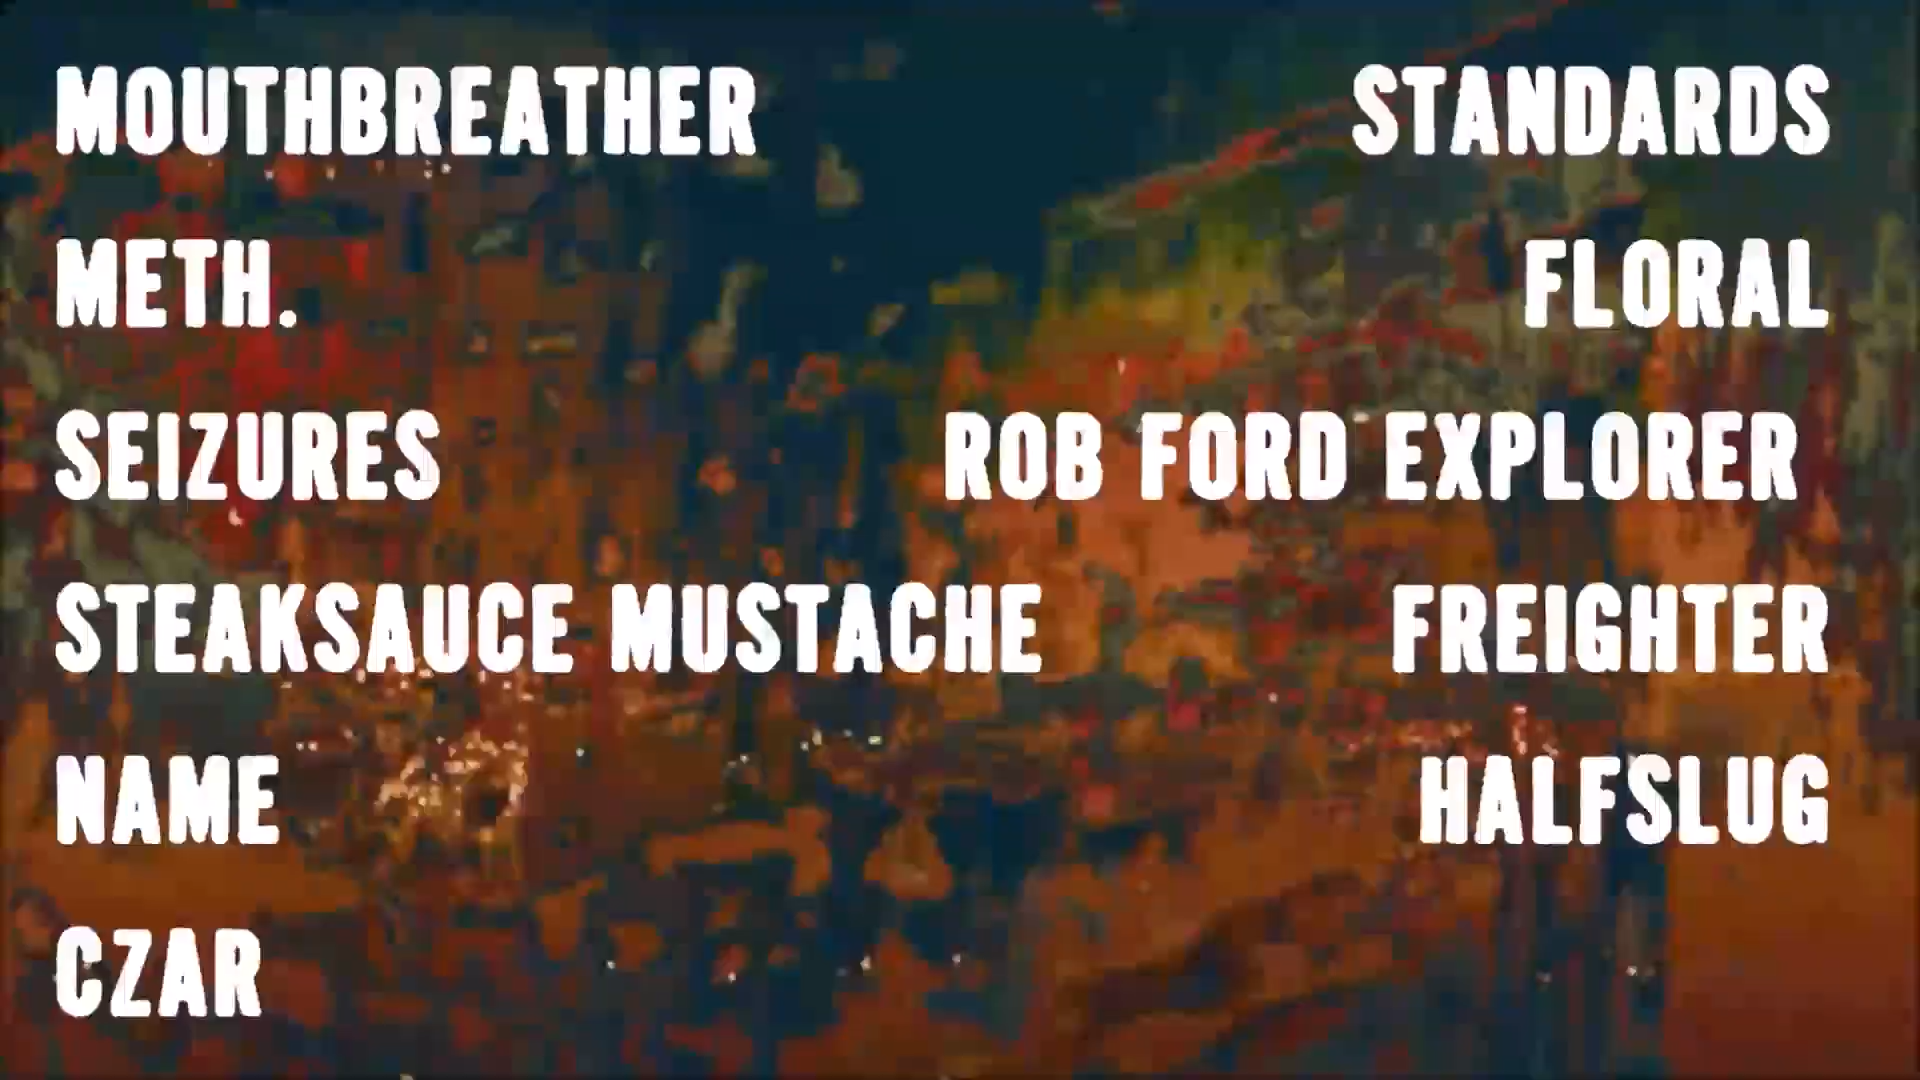 MOUTHBREATHER
STANDARDS
METH.
FLORAL
SEIZURES
ROB FORD EXPLORER
STEAKSAUCE MUSTACHE
FREIGHTER
NAME
HALFSLUG
CZAR